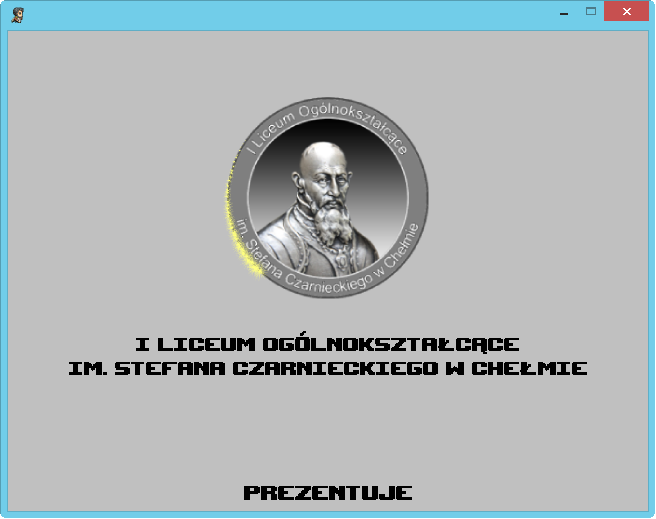 I Liceum Ogólnokształcące
im. Stefana Czarnieckiego w Chełmie
I LICEUM OGÓLNOKSZTAŁCĄCE
IM. STEFANA CZARNIECKIEGO W CHEŁMIE
PREZENTUJE